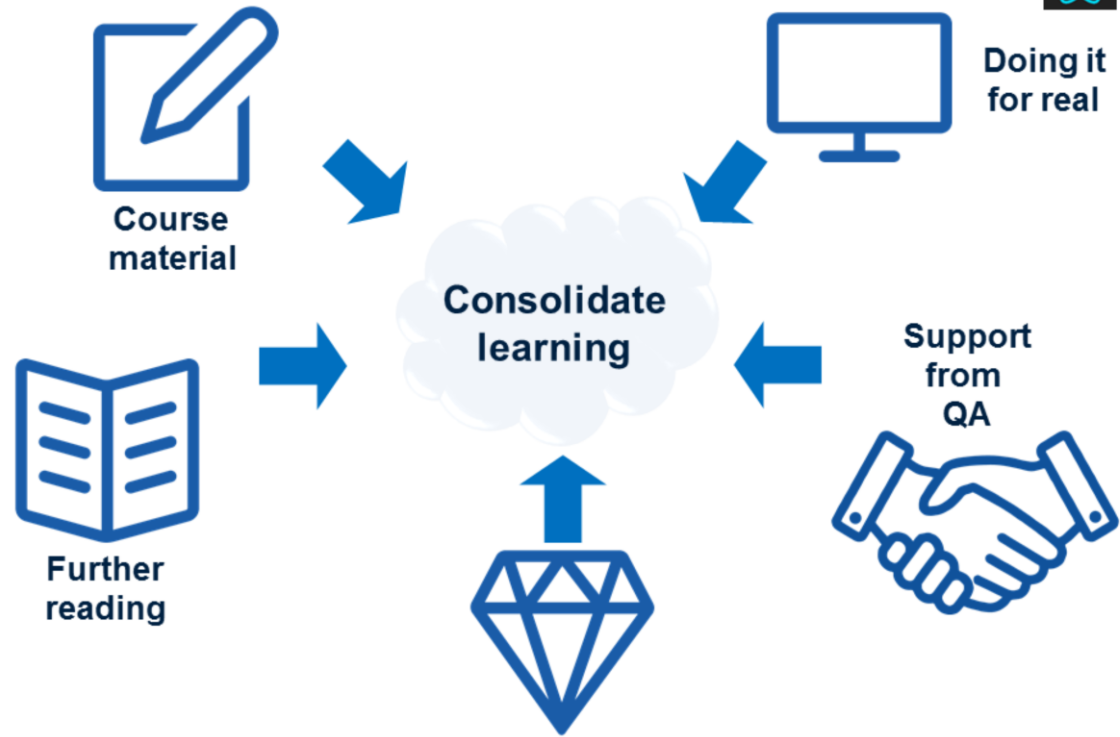 Doing it
for real
Course
material
Consolidate
learning
Support
from
QA
Further
reading